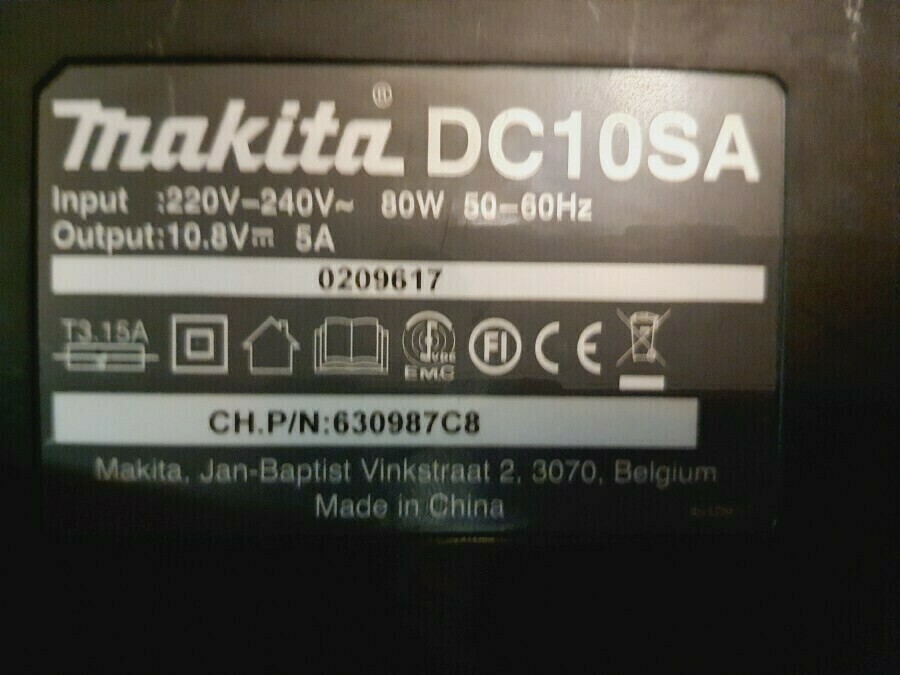 makita® DC10SA
Input :220V-240V~ 80W 50-60Hz
Output:10.8V⎓ 5A
0209617
T3.15A
FI CE
EMC
CH.P/N:630987C8
Makita, Jan-Baptist Vinkstraat 2, 3070, Belgium
Made in China